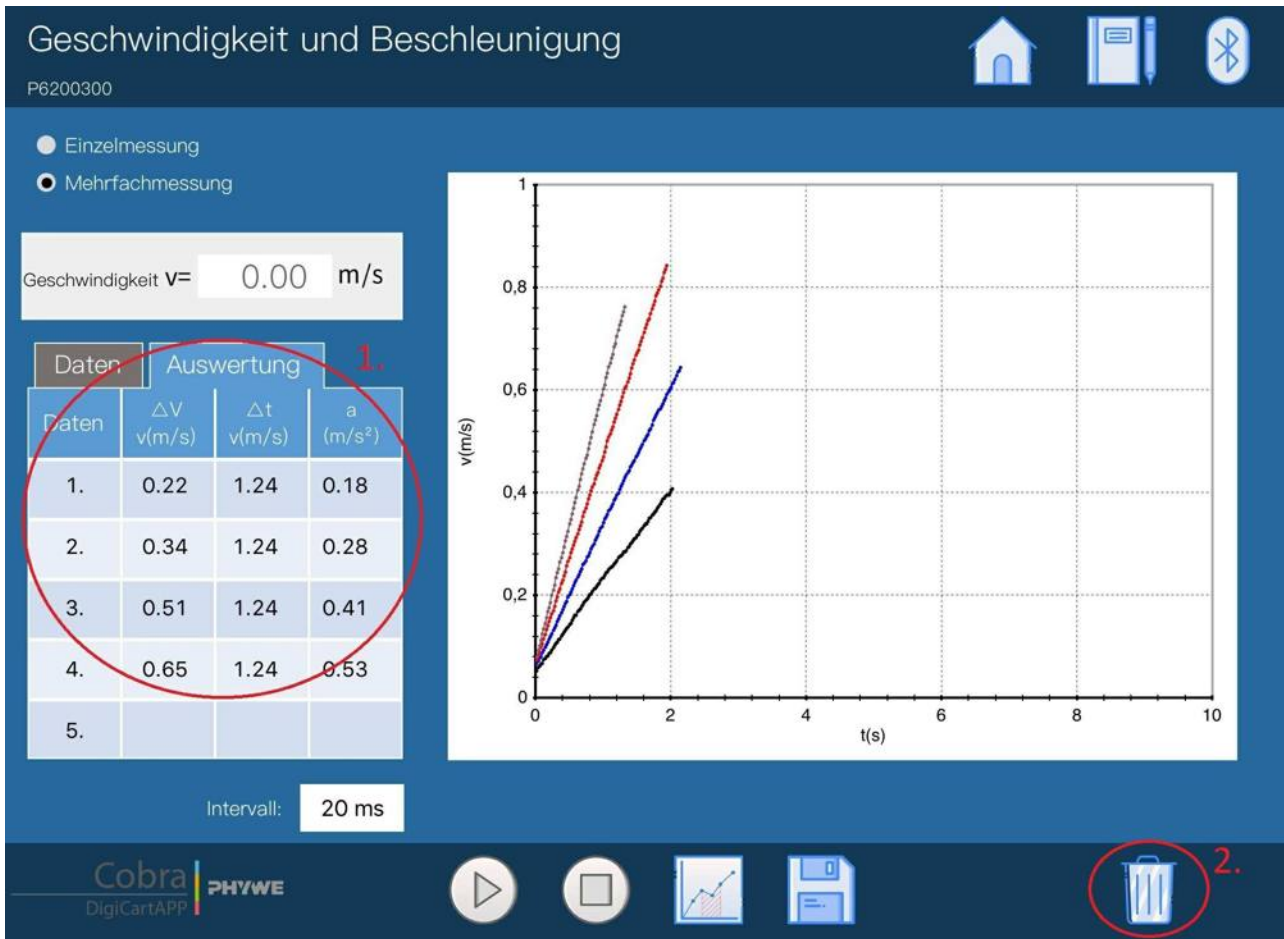 Geschwindigkeit und Beschleunigung
P6200300
Einzelmessung
Mehrfachmessung
Geschwindigkeit v= 0.00 m/s
Daten Auswertung 1.
Daten △V v(m/s) △t v(m/s) a (m/s²)
1. 0.22 1.24 0.18
2. 0.34 1.24 0.28
3. 0.51 1.24 0.41
4. 0.65 1.24 0.53
5.
Intervall: 20 ms
1
0,8
0,6
0,4
0,2
0
v(m/s)
0 2 4 6 8 10
t(s)
Cobra PHYWE
DigiCartAPP
2.